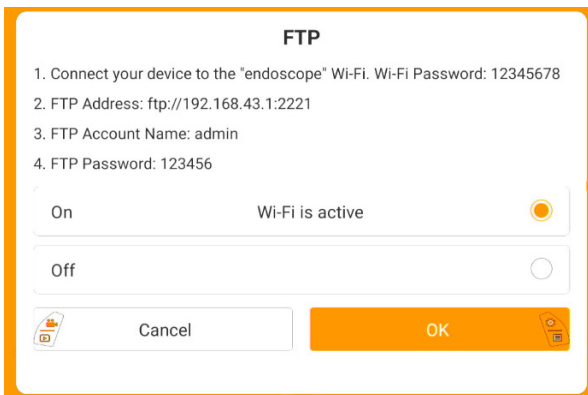 FTP
1. Connect your device to the "endoscope" Wi-Fi. Wi-Fi Password: 12345678
2. FTP Address: ftp://192.168.43.1:2221
3. FTP Account Name: admin
4. FTP Password: 123456
On Wi-Fi is active
Off
Cancel OK